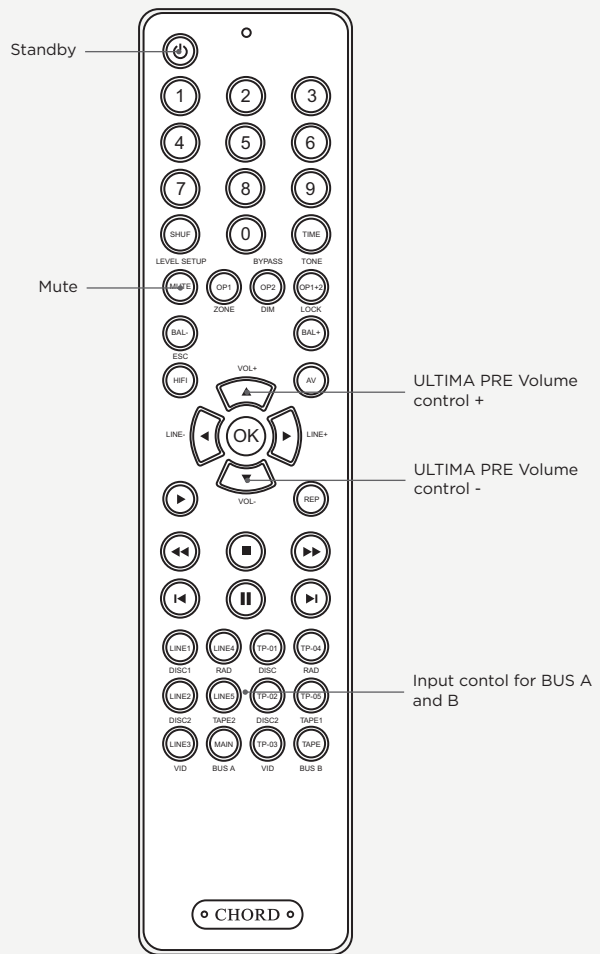 Standby
1 2 3
4 5 6
7 8 9
SHUF 0 TIME
LEVEL SETUP BYPASS TONE
Mute
MUTE OP1 OP2 OP1+2
ZONE DIM LOCK
BAL- BAL+
ESC
HIFI VOL+ AV
ULTIMA PRE Volume
control +
LINE- OK LINE+
ULTIMA PRE Volume
control -
VOL- REP
LINE1 LINE4 TP-01 TP-04
DISC1 RAD DISC RAD
LINE2 LINE5 TP-02 TP-05
Input contol for BUS A
and B
DISC2 TAPE2 DISC2 TAPE1
LINE3 MAIN TP-03 TAPE
VID BUS A VID BUS B
CHORD